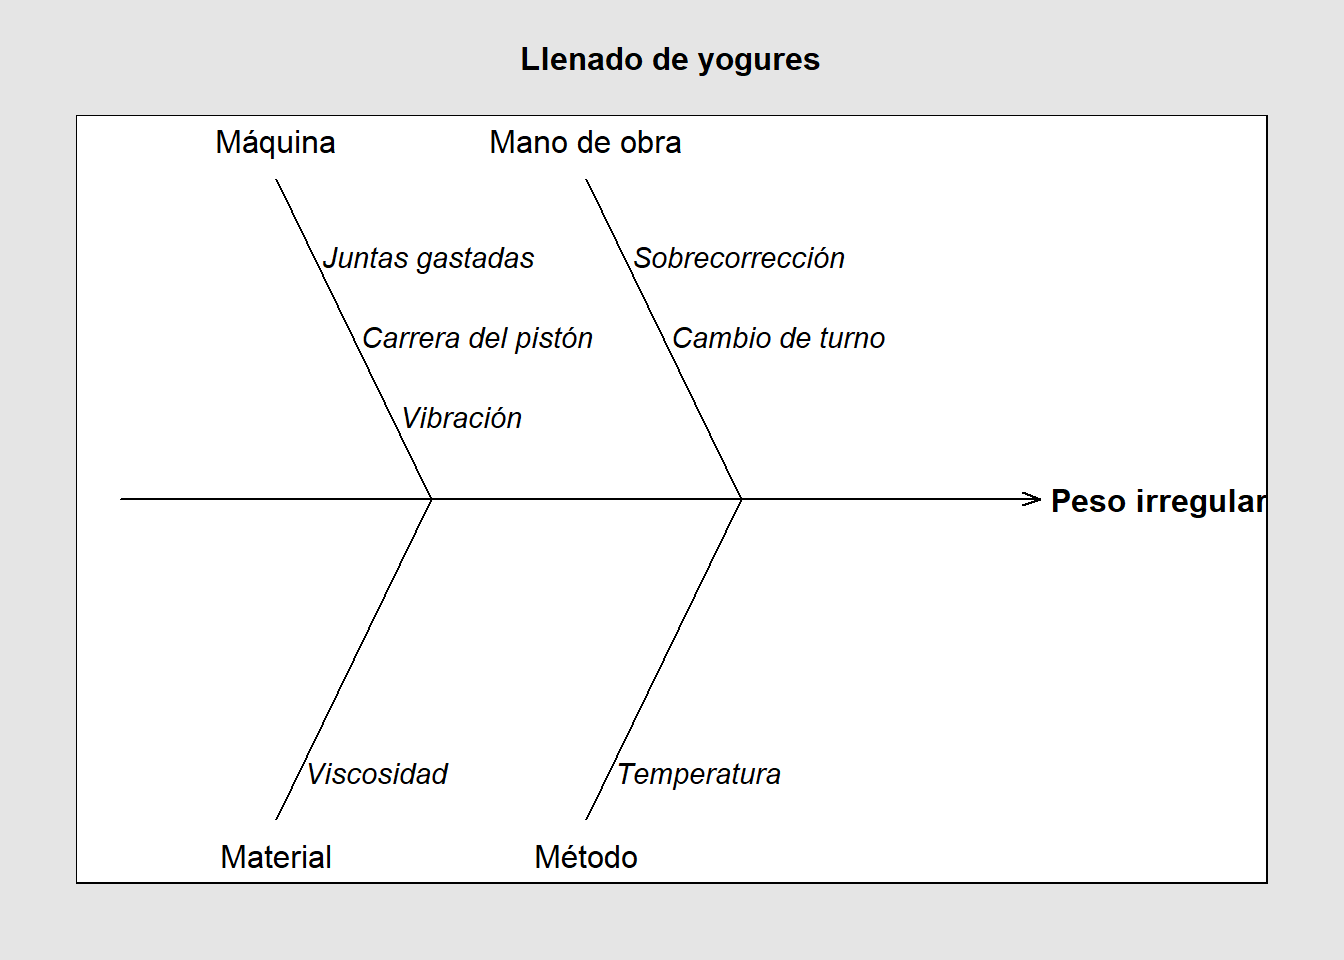 Llenado de yogures
Máquina
Mano de obra
Juntas gastadas
Sobrecorrección
Carrera del pistón
Cambio de turno
Vibración
Peso irregular
Viscosidad
Temperatura
Material
Método